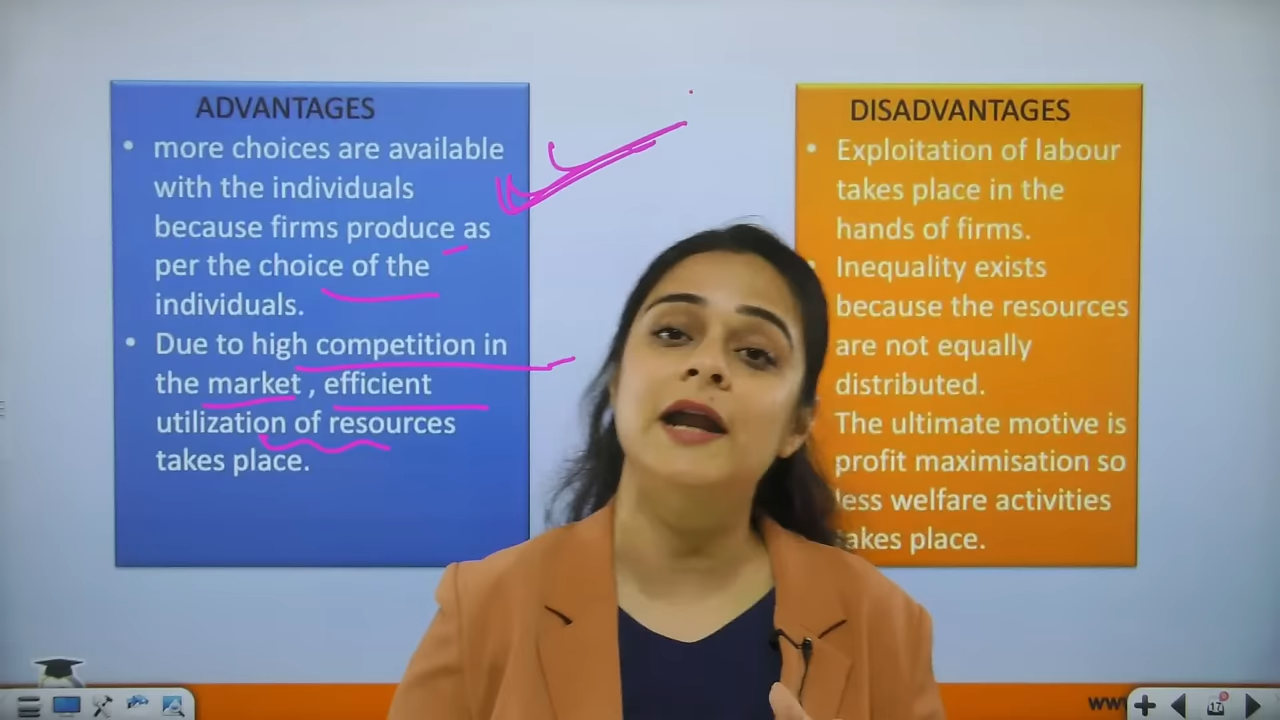 ADVANTAGES
• more choices are available
with the individuals
because firms produce as
per the choice of the
individuals.
• Due to high competition in
the market , efficient
utilization of resources
takes place.
DISADVANTAGES
• Exploitation of labour
takes place in the
hands of firms.
Inequality exists
because the resources
are not equally
distributed.
The ultimate motive is
profit maximisation so
less welfare activities
takes place.
17